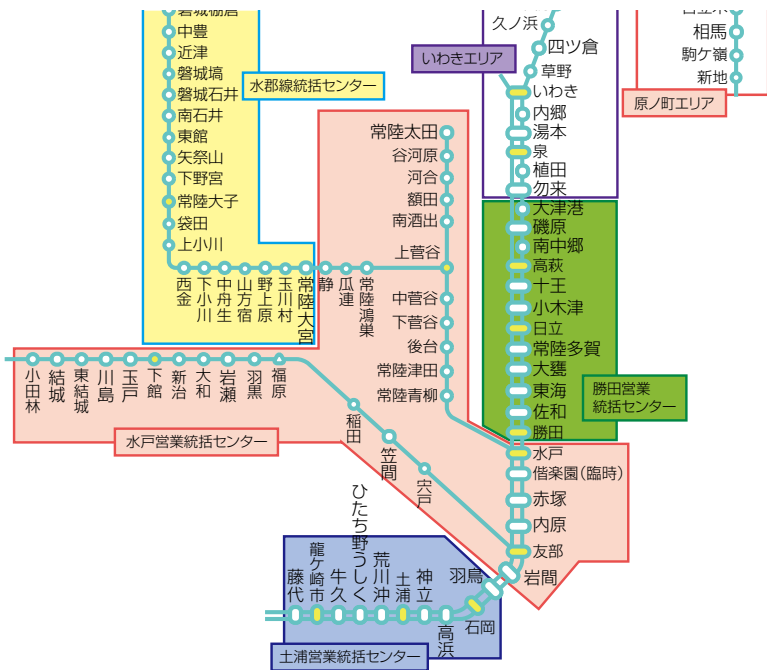 磐城棚倉
中豊
近津
磐城塙
磐城石井
南石井
東館
矢祭山
下野宮
常陸大子
袋田
上小川
西金
下小川
中舟生
山方宿
野上原
玉川村
常陸大宮
静
瓜連
常陸鴻巣
水郡線統括センター
常陸太田
谷河原
河合
額田
南酒出
上菅谷
中菅谷
下菅谷
後台
常陸津田
常陸青柳
いわきエリア
久ノ浜
四ツ倉
草野
いわき
内郷
湯本
泉
植田
勿来
大津港
磯原
南中郷
高萩
十王
小木津
日立
常陸多賀
大甕
東海
佐和
勝田
水戸
偕楽園(臨時)
赤塚
内原
友部
岩間
羽鳥
石岡
高浜
神立
土浦
荒川沖
ひたち野うしく
牛久
龍ケ崎市
藤代
勝田営業
統括センター
相馬
駒ケ嶺
新地
原ノ町エリア
小田林
結城
東結城
川島
玉戸
下館
新治
大和
岩瀬
羽黒
福原
稲田
笠間
宍戸
水戸営業統括センター
土浦営業統括センター